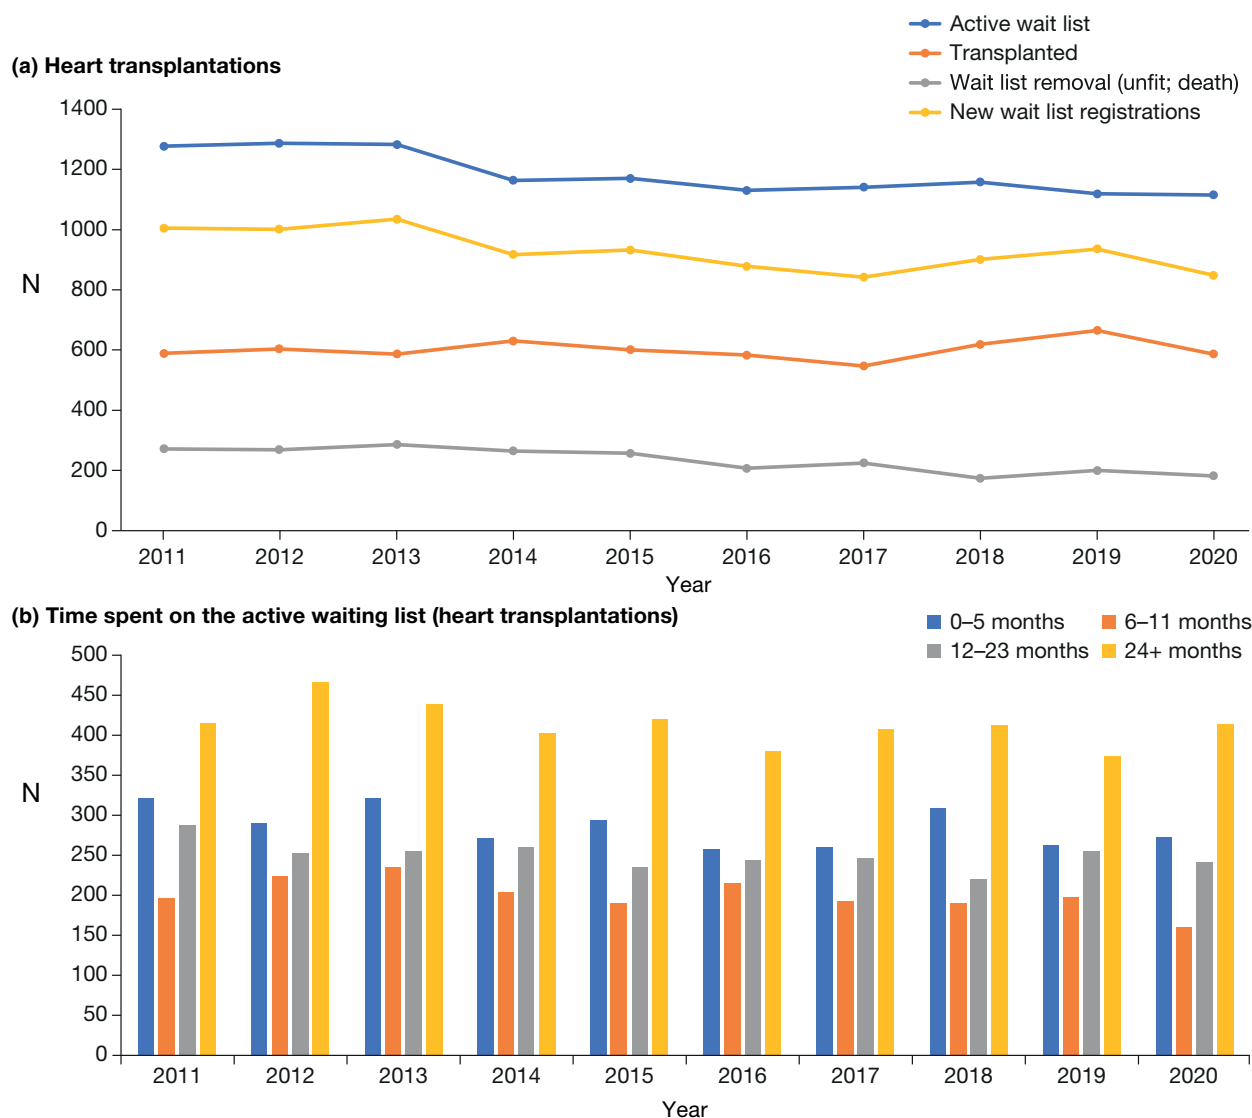 Active wait list
Transplanted
(a) Heart transplantations
Wait list removal (unfit; death)
New wait list registrations
1400
1200
1000
N
800
600
400
200
0
2011 2012 2013 2014 2015 2016 2017 2018 2019 2020
Year
(b) Time spent on the active waiting list (heart transplantations)
0–5 months 6–11 months
12–23 months 24+ months
500
450
400
350
N
300
250
200
150
100
50
0
2011 2012 2013 2014 2015 2016 2017 2018 2019 2020
Year